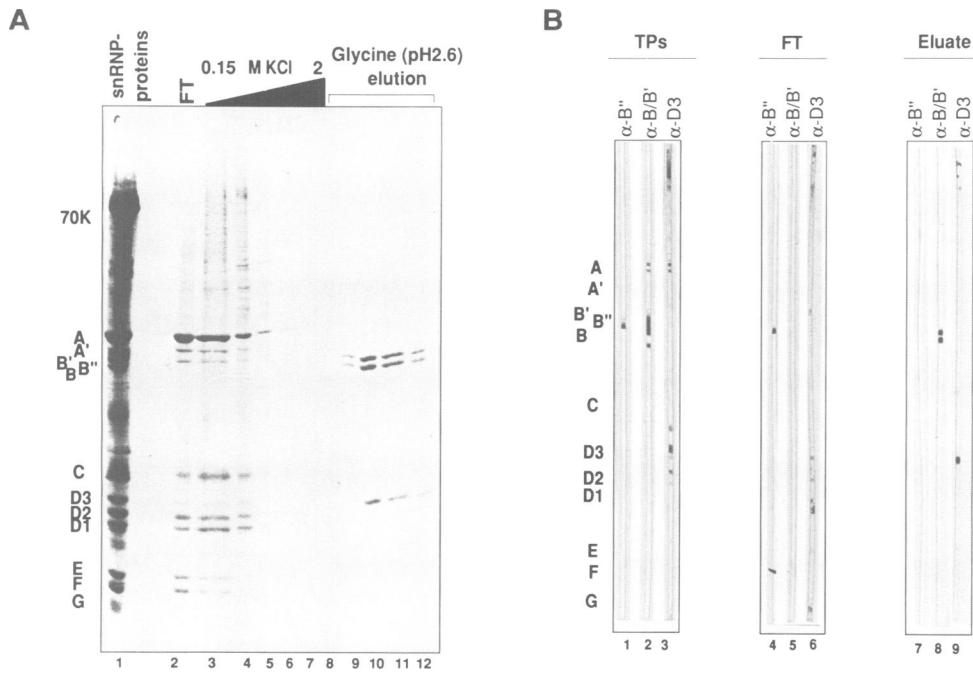 A
snRNP-
proteins
FT
0.15 M KCl 2
Glycine (pH2.6)
elution
70K
A
A'
B' B"
B
C
D3
D2
D1
E
F
G
1 2 3 4 5 6 7 8 9 10 11 12
B
TPs FT Eluate
α-B" α-B/B' α-D3 α-B" α-B/B' α-D3 α-B" α-B/B' α-D3
A
A'
B' B"
B
C
D3
D2
D1
E
F
G
1 2 3 4 5 6 7 8 9